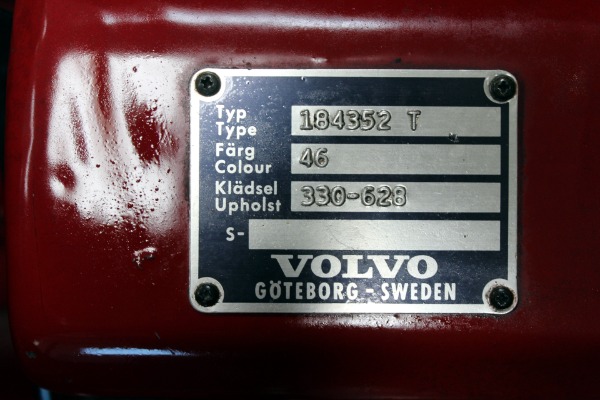 Typ
Type 184352 T
Färg
Colour 46
Klädsel
Upholst 330-628
S-
VOLVO
GÖTEBORG - SWEDEN